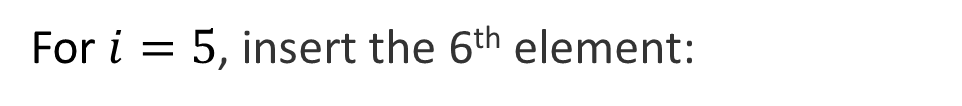 For 𝑖 = 5, insert the 6ᵗʰ element: